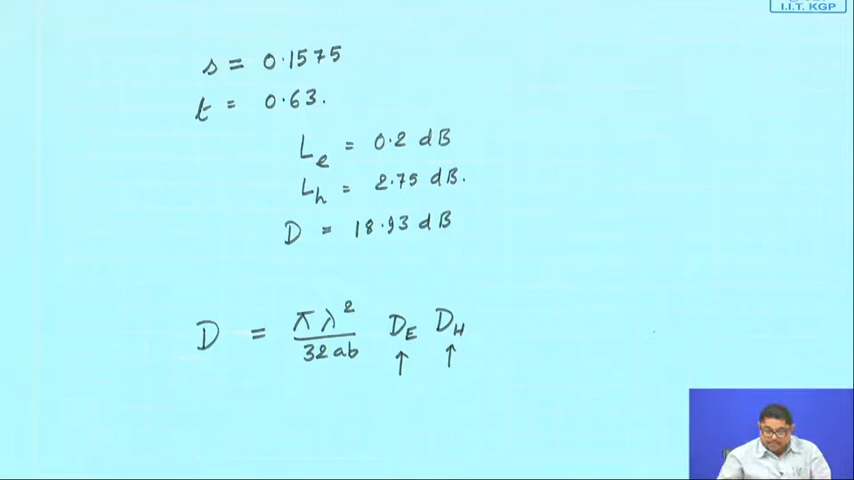 I.I.T. KGP
s = 0.1575
t = 0.63.
Le = 0.2 dB
Lh = 2.75 dB.
D = 18.93 dB
D = πλ²/32ab DE DH